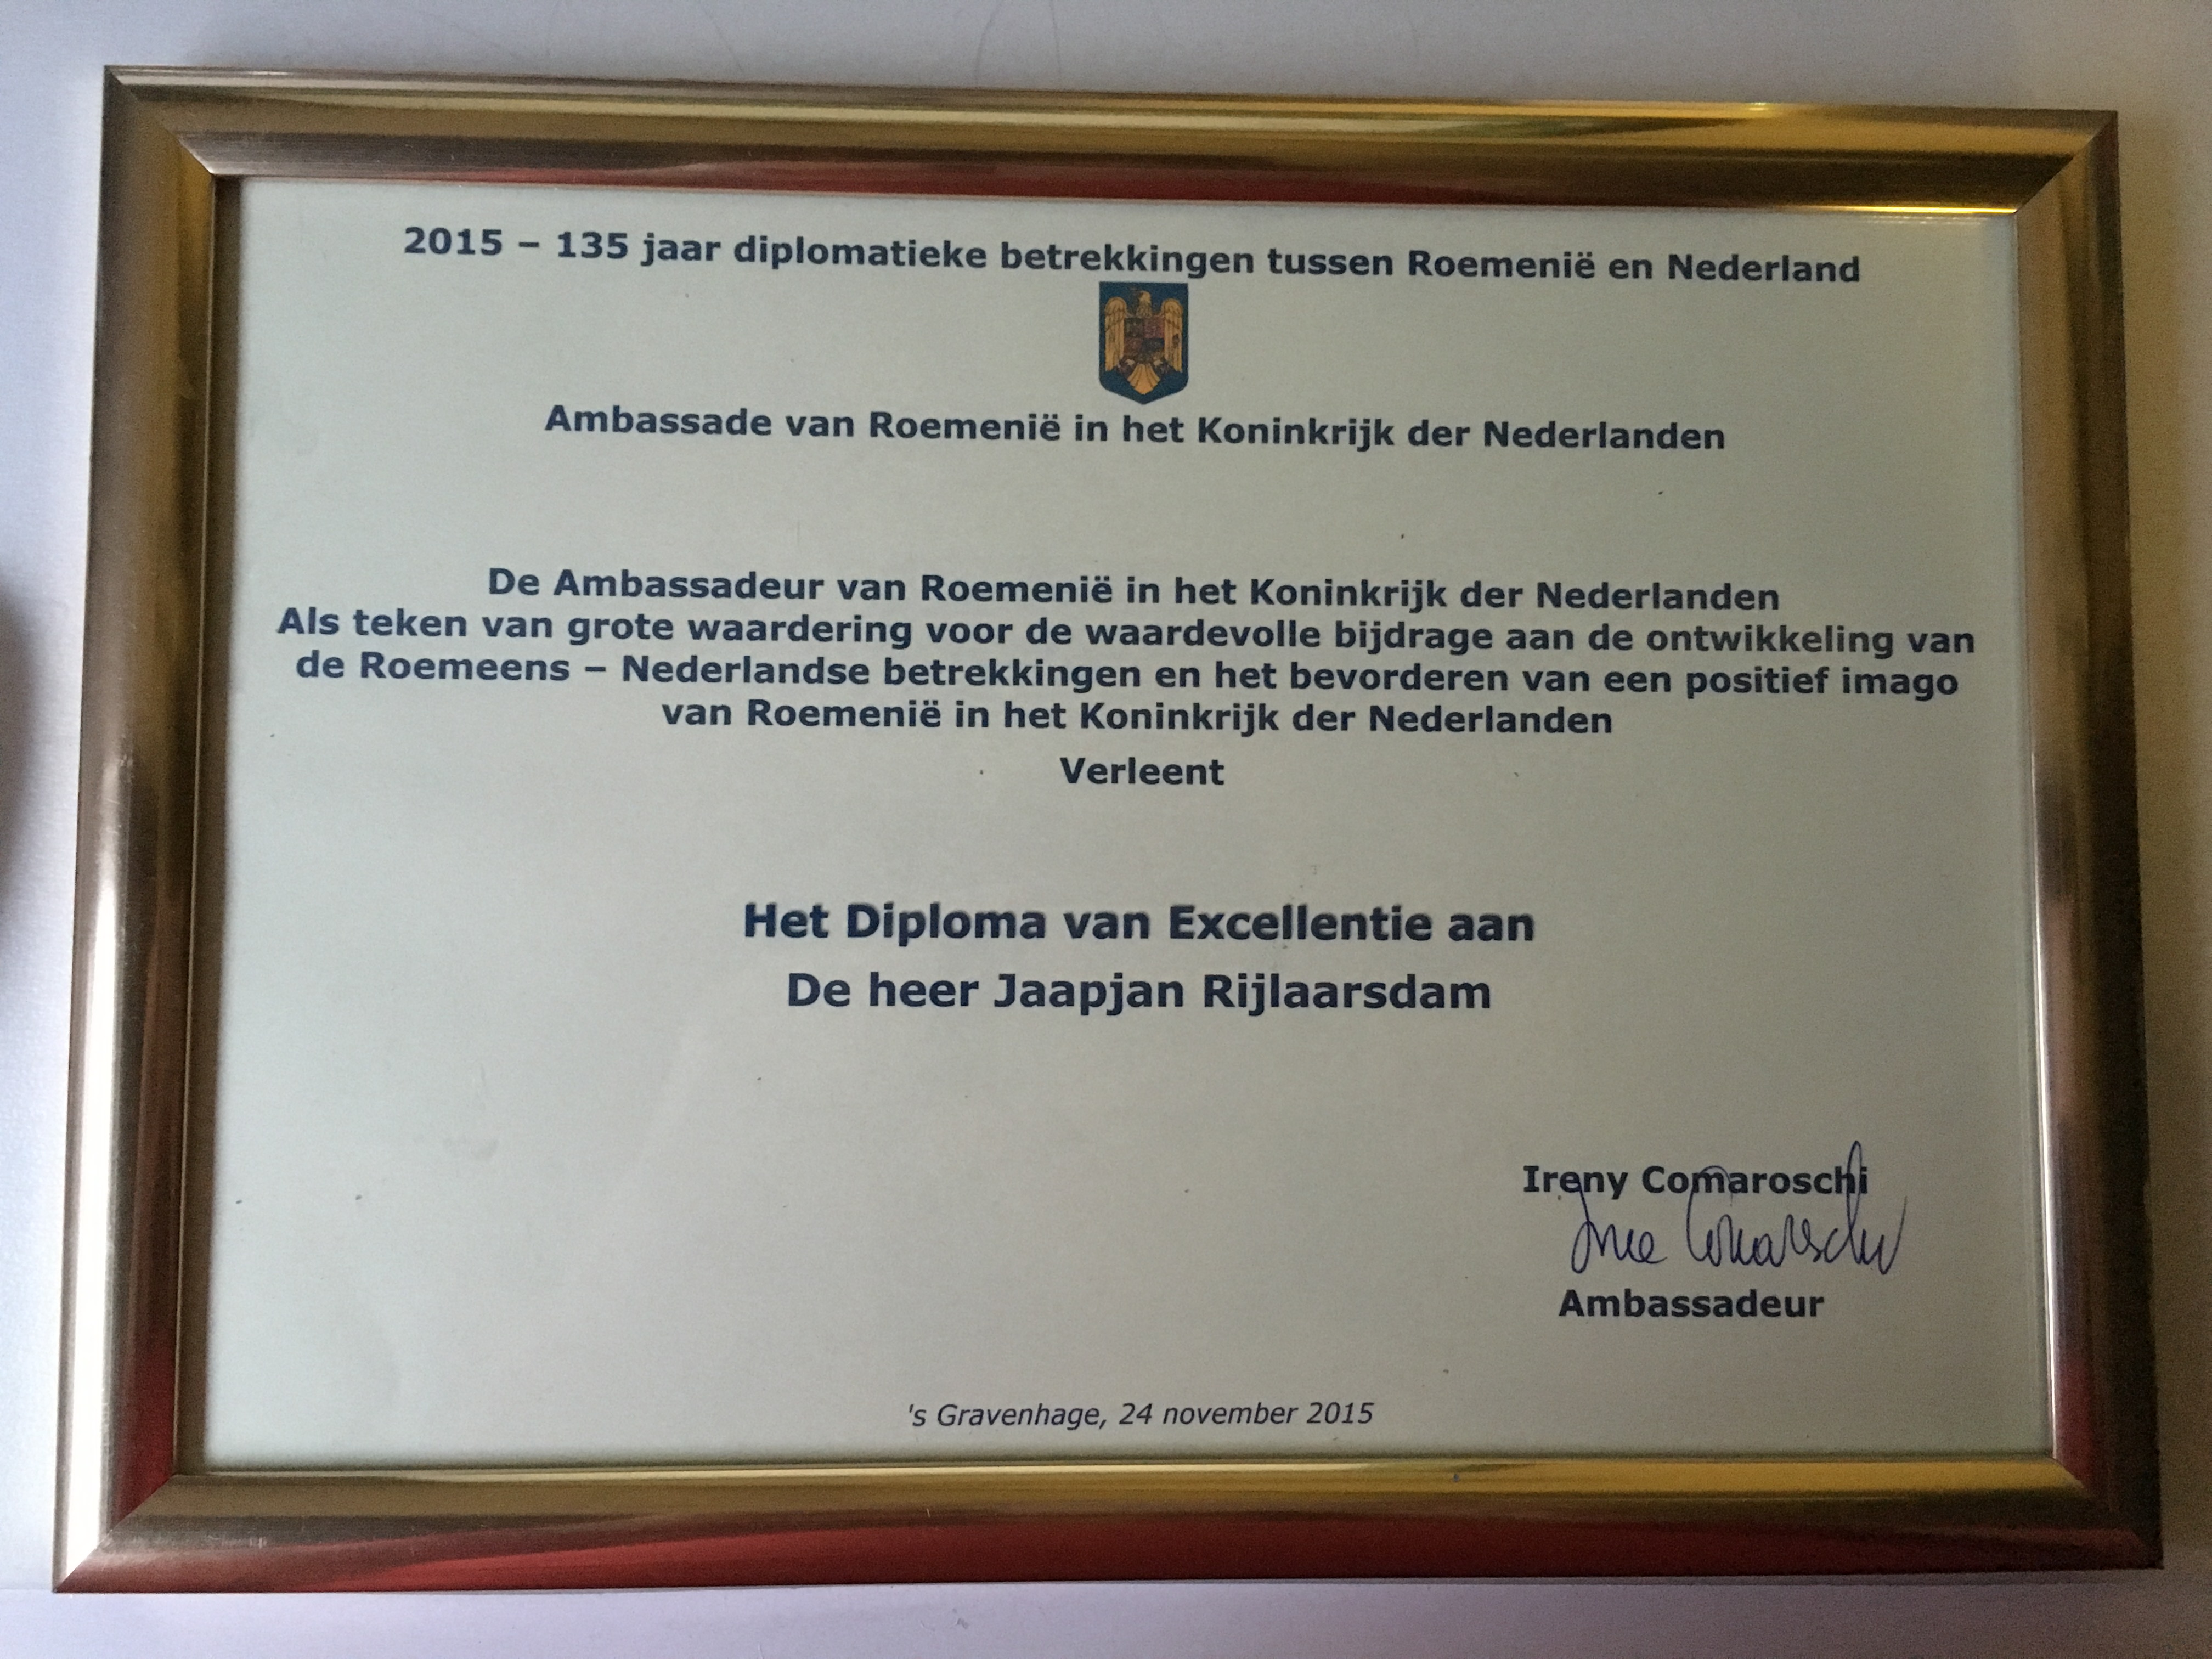 2015 – 135 jaar diplomatieke betrekkingen tussen Roemenië en Nederland
Ambassade van Roemenië in het Koninkrijk der Nederlanden
De Ambassadeur van Roemenië in het Koninkrijk der Nederlanden
Als teken van grote waardering voor de waardevolle bijdrage aan de ontwikkeling van
de Roemeens – Nederlandse betrekkingen en het bevorderen van een positief imago
van Roemenië in het Koninkrijk der Nederlanden
Verleent
Het Diploma van Excellentie aan
De heer Jaapjan Rijlaarsdam
Ireny Comaroschi
Ambassadeur
's Gravenhage, 24 november 2015